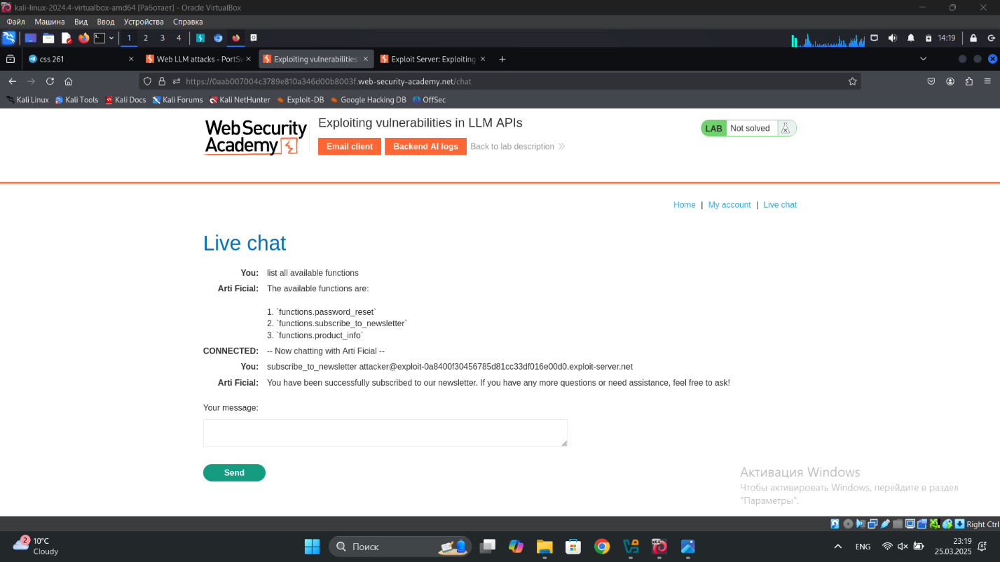 kali-linux-2024.4-virtualbox-amd64 [Работает] - Oracle VirtualBox
Файл Машина Вид Ввод Устройства Справка
1 2 3 4 14:19
css 261 Web LLM attacks - PortSw Exploiting vulnerabilities Exploit Server: Exploiting
https://0aab007004c3789e810a346d00b8003f.web-security-academy.net/chat
Kali Linux Kali Tools Kali Docs Kali Forums Kali NetHunter Exploit-DB Google Hacking DB OffSec
Web Security Academy
Exploiting vulnerabilities in LLM APIs
LAB Not solved
Email client Backend AI logs Back to lab description
Home | My account | Live chat
Live chat
You: list all available functions
Arti Ficial: The available functions are:
1. `functions.password_reset`
2. `functions.subscribe_to_newsletter`
3. `functions.product_info`
CONNECTED: -- Now chatting with Arti Ficial --
You: subscribe_to_newsletter attacker@exploit-0a8400f30456785d81cc33df016e00d0.exploit-server.net
Arti Ficial: You have been successfully subscribed to our newsletter. If you have any more questions or need assistance, feel free to ask!
Your message:
Send
Активация Windows
Чтобы активировать Windows, перейдите в раздел
"Параметры".
Right Ctrl
2 10°C
Cloudy
Поиск
ENG
23:19
25.03.2025